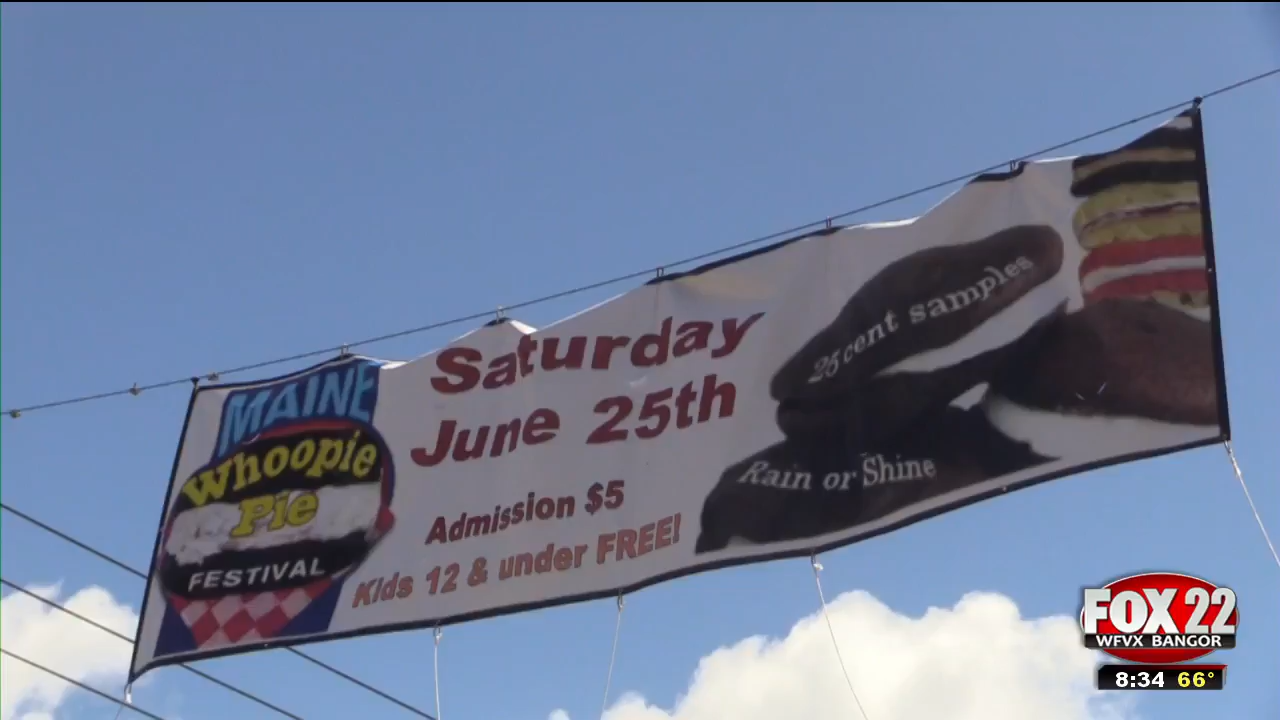 MAINE
Whoopie
Pie
FESTIVAL
Saturday
June 25th
Admission $5
Kids 12 & under FREE!
25 cent samples
Rain or Shine
FOX 22
WFVX BANGOR
8:34 66°